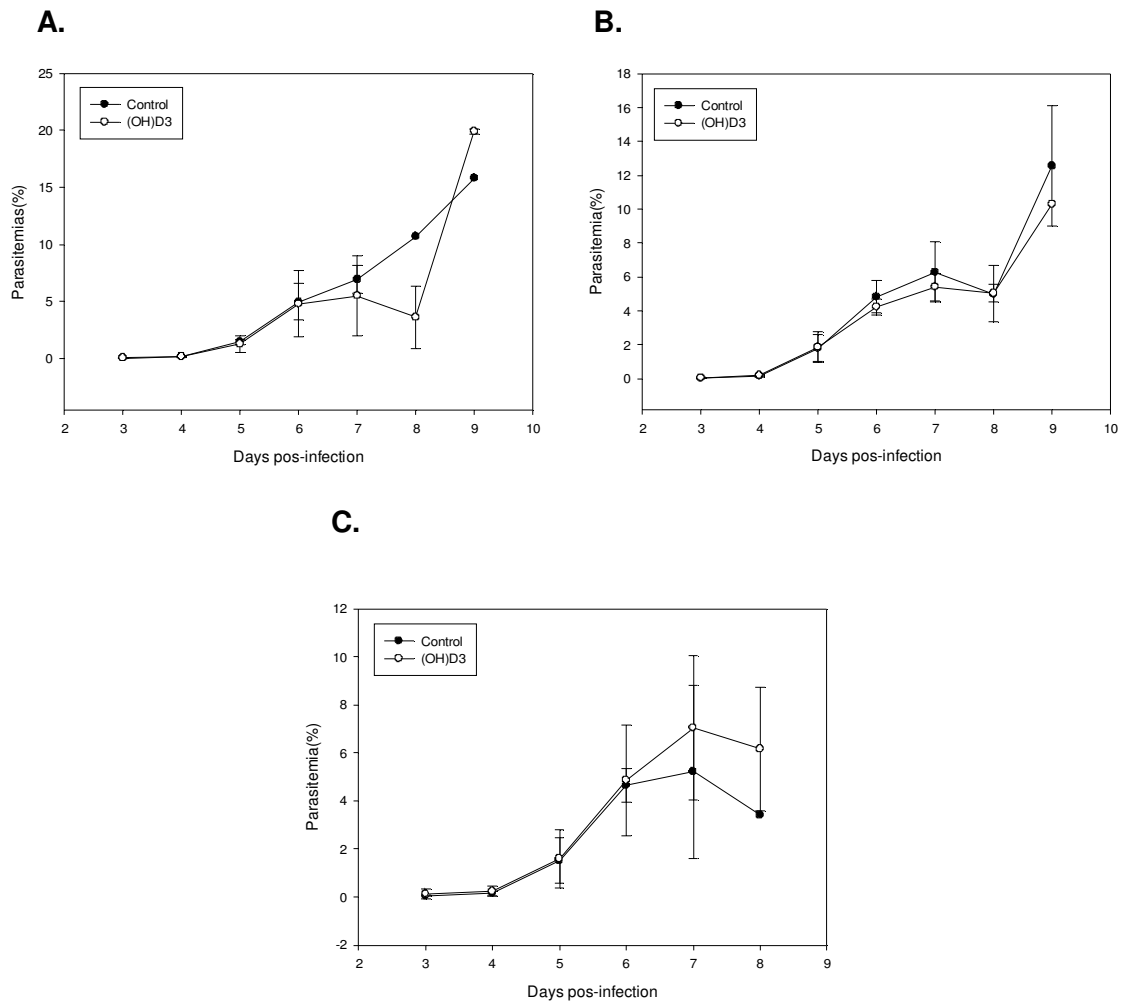 A.
25
20
15
10
5
0
Parasitemias(%)
Control
(OH)D3
2 3 4 5 6 7 8 9 10
Days pos-infection
B.
18
16
14
12
10
8
6
4
2
0
Parasitemia(%)
Control
(OH)D3
2 3 4 5 6 7 8 9 10
Days pos-infection
C.
12
10
8
6
4
2
0
-2
Parasitemia(%)
Control
(OH)D3
2 3 4 5 6 7 8 9
Days pos-infection